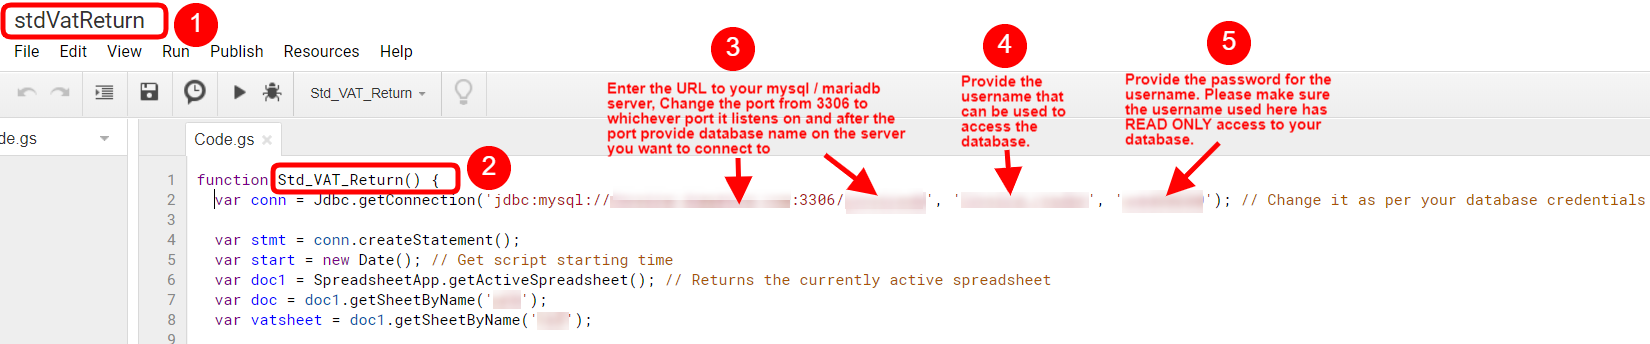 stdVatReturn
1
File Edit View Run Publish Resources Help
Std_VAT_Return
3
Enter the URL to your mysql / mariadb
server, Change the port from 3306 to
whichever port it listens on and after the
port provide database name on the server
you want to connect to
4
Provide the
username that
can be used to
access the
database.
5
Provide the password for the
username. Please make sure
the username used here has
READ ONLY access to your
database.
e.gs
Code.gs ×
2
1 function Std_VAT_Return() {
2 var conn = Jdbc.getConnection('jdbc:mysql:// :3306/ ', ' ', ' '); // Change it as per your database credentials
3
4 var stmt = conn.createStatement();
5 var start = new Date(); // Get script starting time
6 var doc1 = SpreadsheetApp.getActiveSpreadsheet(); // Returns the currently active spreadsheet
7 var doc = doc1.getSheetByName(' ');
8 var vatsheet = doc1.getSheetByName(' ');
9